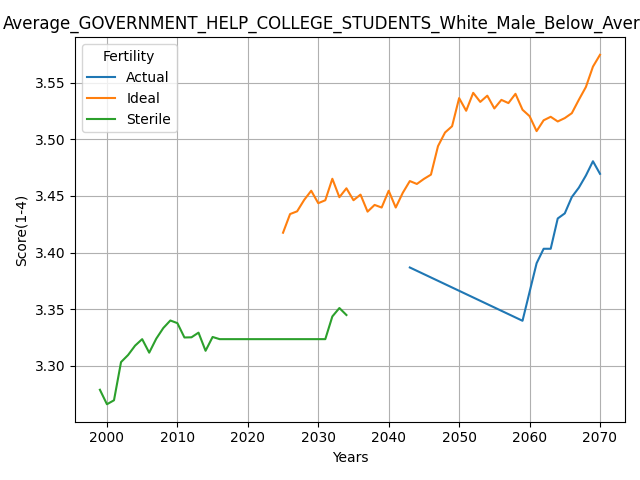 Average_GOVERNMENT_HELP_COLLEGE_STUDENTS_White_Male_Below_Aver
Fertility
Actual
Ideal
Sterile
3.55
3.50
3.45
3.40
3.35
3.30
Score(1-4)
2000 2010 2020 2030 2040 2050 2060 2070
Years